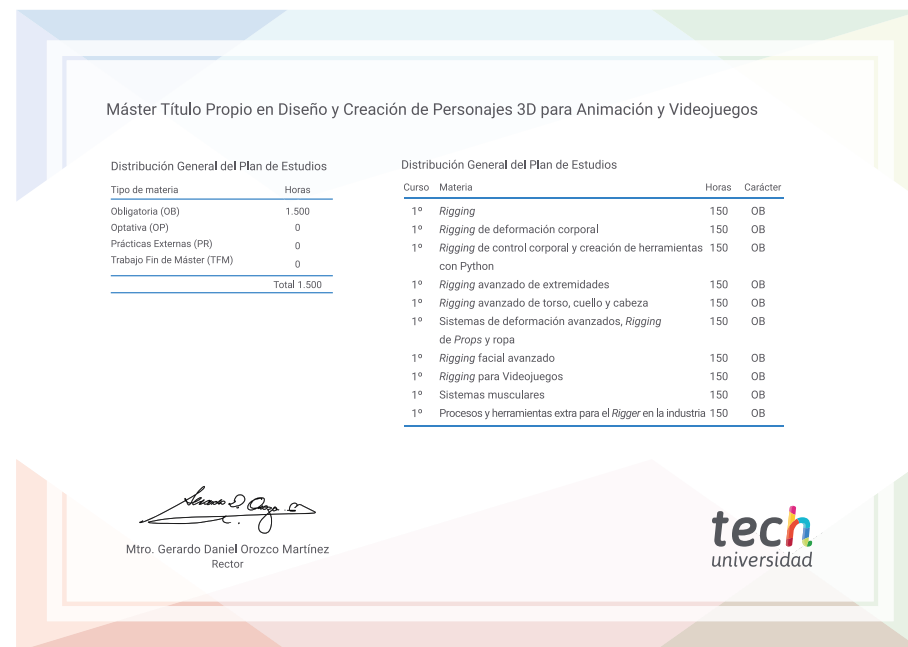 Máster Título Propio en Diseño y Creación de Personajes 3D para Animación y Videojuegos
Distribución General del Plan de Estudios
Tipo de materia Horas
Obligatoria (OB) 1.500
Optativa (OP) 0
Prácticas Externas (PR) 0
Trabajo Fin de Máster (TFM) 0
Total 1.500
Distribución General del Plan de Estudios
Curso Materia Horas Carácter
1º Rigging 150 OB
1º Rigging de deformación corporal 150 OB
1º Rigging de control corporal y creación de herramientas 150 OB
con Python
1º Rigging avanzado de extremidades 150 OB
1º Rigging avanzado de torso, cuello y cabeza 150 OB
1º Sistemas de deformación avanzados, Rigging 150 OB
de Props y ropa
1º Rigging facial avanzado 150 OB
1º Rigging para Videojuegos 150 OB
1º Sistemas musculares 150 OB
1º Procesos y herramientas extra para el Rigger en la industria 150 OB
Mtro. Gerardo Daniel Orozco Martínez
Rector
tech
universidad